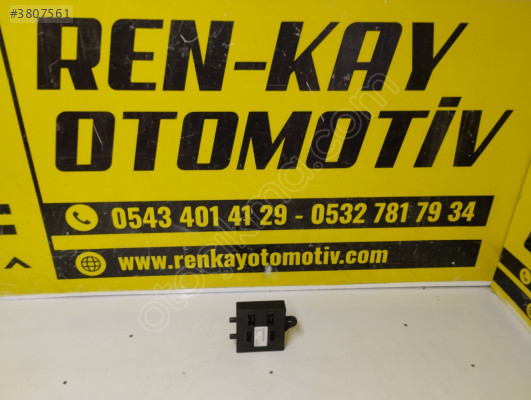 #3807561
REN-KAY
OTOMOTİV
0543 401 41 29 - 0532 781 79 34
www.renkayotomotiv.com